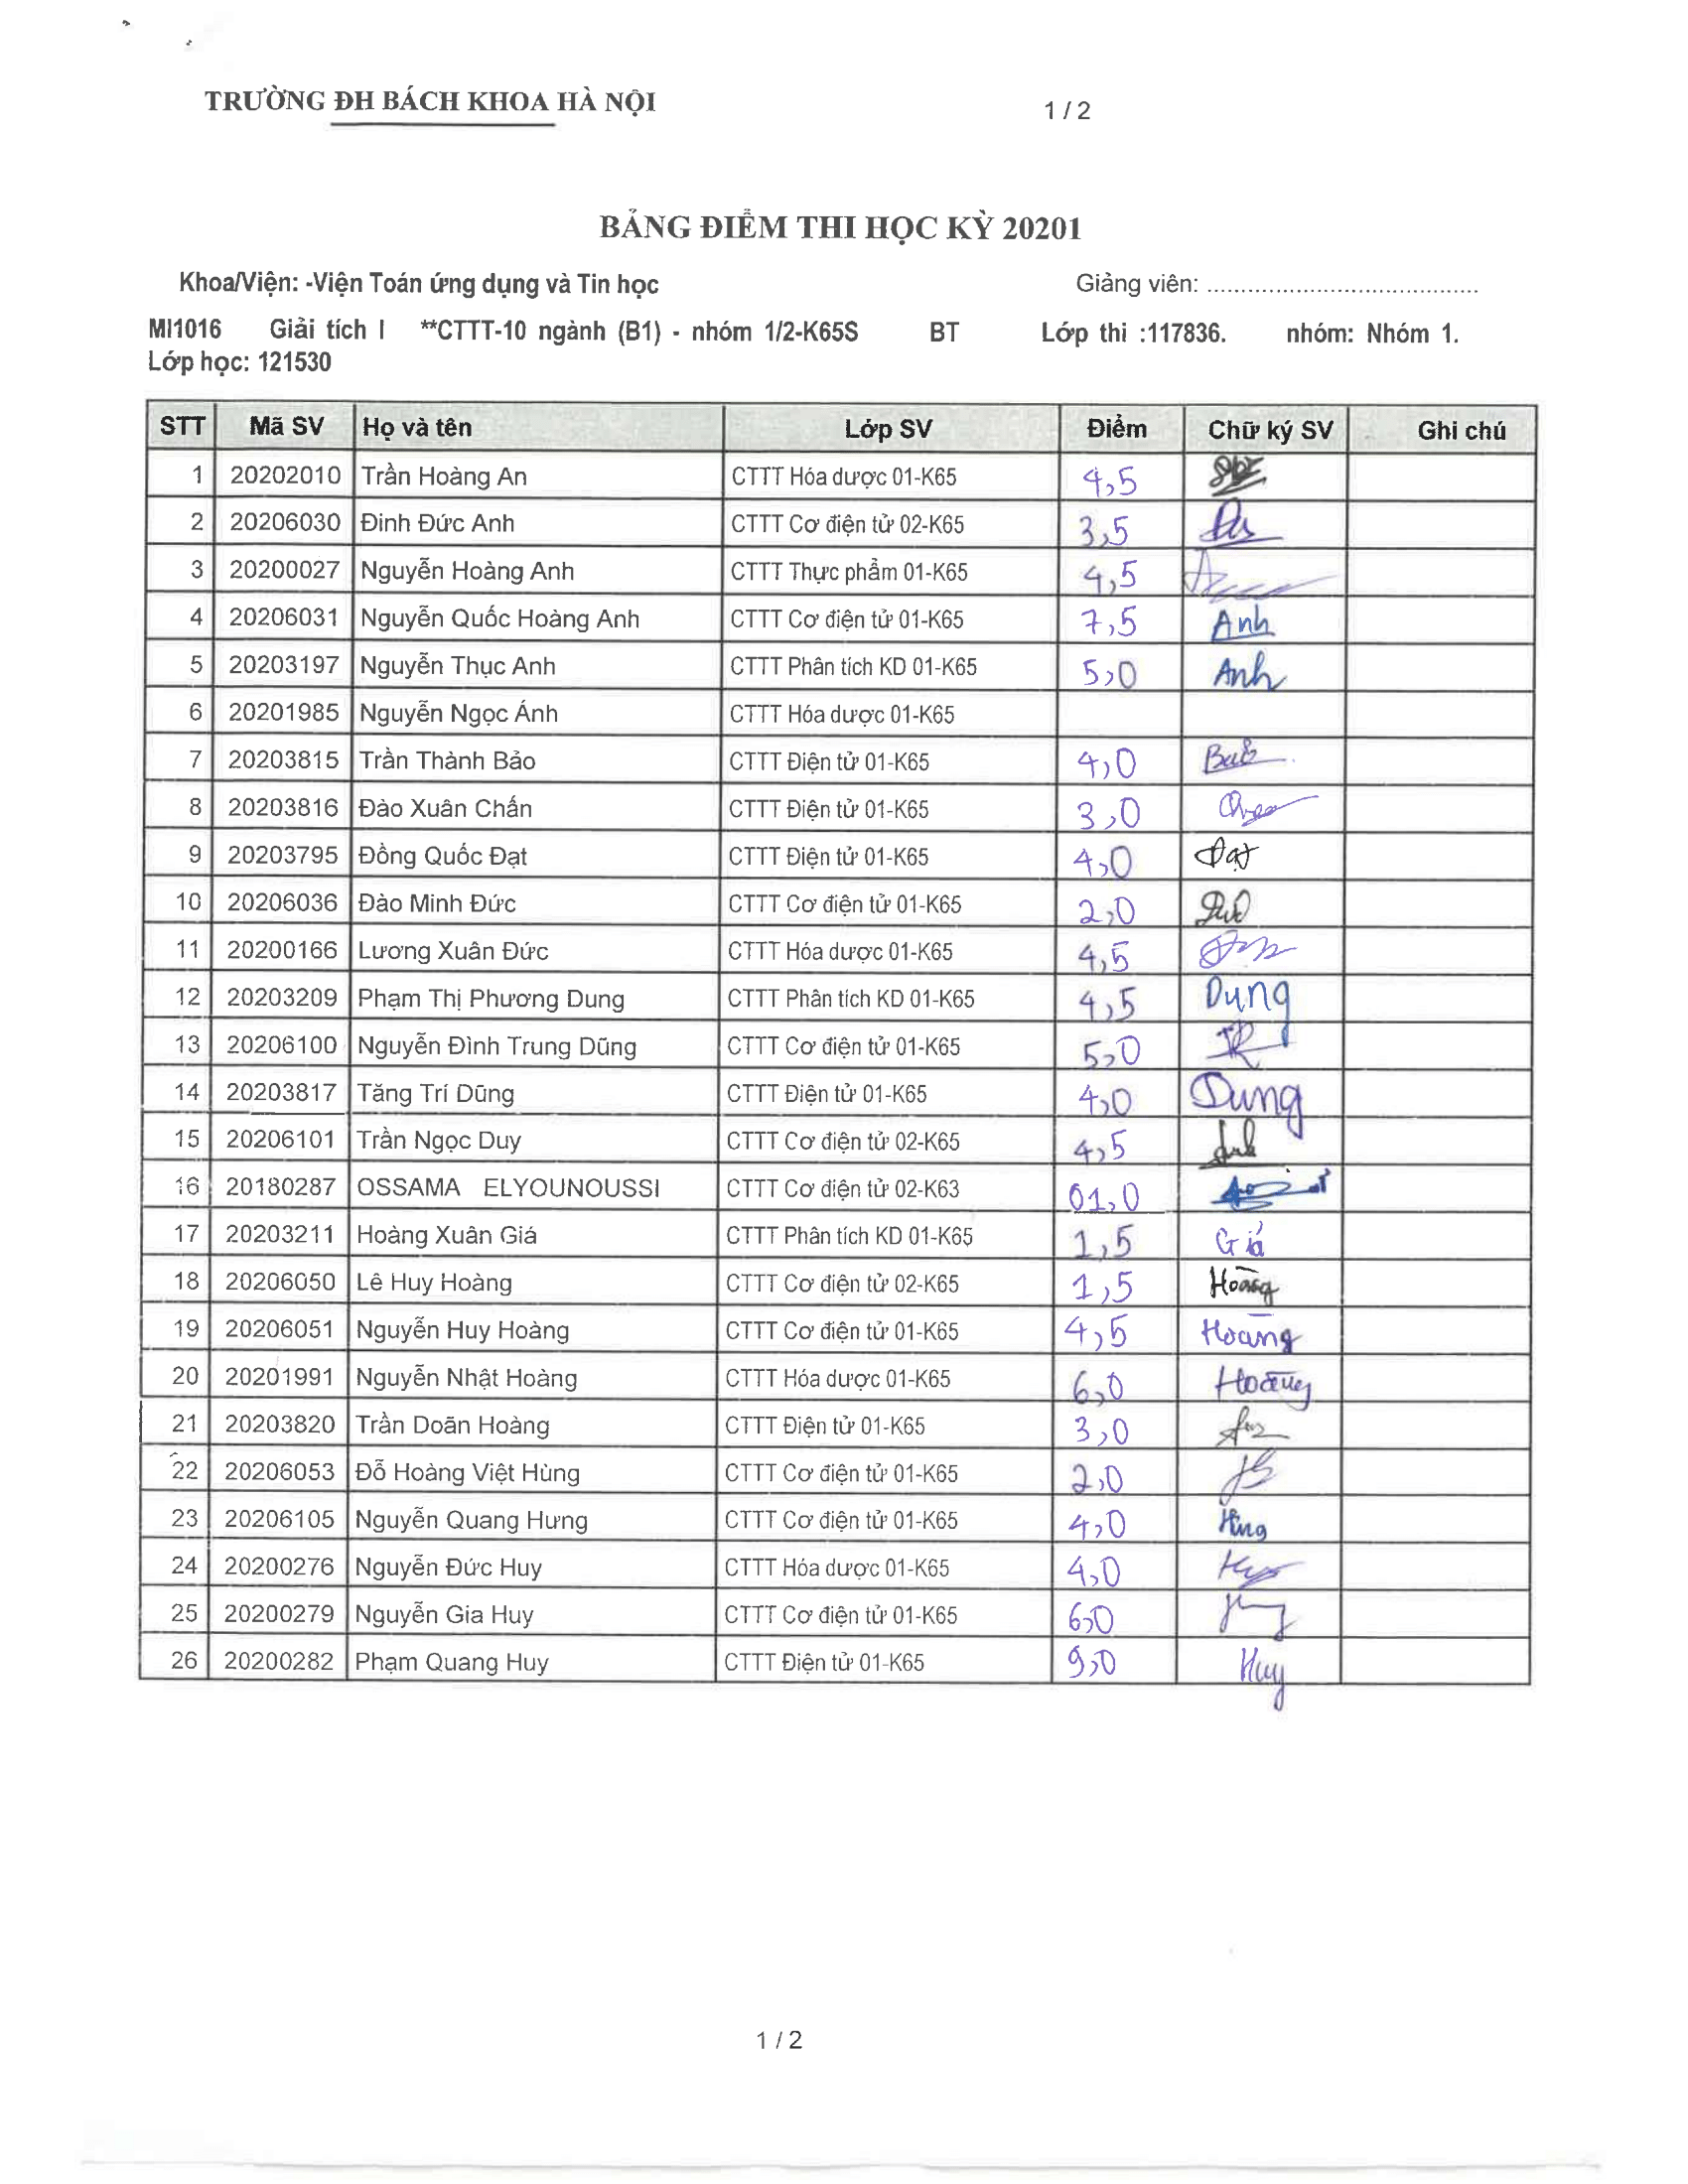 TRƯỜNG ĐH BÁCH KHOA HÀ NỘI
1 / 2
BẢNG ĐIỂM THI HỌC KỲ 20201
Khoa/Viện: -Viện Toán ứng dụng và Tin học Giảng viên: ........................................
MI1016 Giải tích I **CTTT-10 ngành (B1) - nhóm 1/2-K65S BT Lớp thi :117836. nhóm: Nhóm 1.
Lớp học: 121530
STT Mã SV Họ và tên Lớp SV Điểm Chữ ký SV Ghi chú
1 20202010 Trần Hoàng An CTTT Hóa dược 01-K65 4,5
2 20206030 Đinh Đức Anh CTTT Cơ điện tử 02-K65 3,5
3 20200027 Nguyễn Hoàng Anh CTTT Thực phẩm 01-K65 4,5
4 20206031 Nguyễn Quốc Hoàng Anh CTTT Cơ điện tử 01-K65 7,5 Anh
5 20203197 Nguyễn Thục Anh CTTT Phân tích KD 01-K65 5,0 Anh
6 20201985 Nguyễn Ngọc Ánh CTTT Hóa dược 01-K65
7 20203815 Trần Thành Bảo CTTT Điện tử 01-K65 4,0
8 20203816 Đào Xuân Chấn CTTT Điện tử 01-K65 3,0
9 20203795 Đồng Quốc Đạt CTTT Điện tử 01-K65 4,0 Đạt
10 20206036 Đào Minh Đức CTTT Cơ điện tử 01-K65 2,0
11 20200166 Lương Xuân Đức CTTT Hóa dược 01-K65 4,5
12 20203209 Phạm Thị Phương Dung CTTT Phân tích KD 01-K65 4,5 Dung
13 20206100 Nguyễn Đình Trung Dũng CTTT Cơ điện tử 01-K65 5,0
14 20203817 Tăng Trí Dũng CTTT Điện tử 01-K65 4,0 Dung
15 20206101 Trần Ngọc Duy CTTT Cơ điện tử 02-K65 4,5
16 20180287 OSSAMA ELYOUNOUSSI CTTT Cơ điện tử 02-K63 01,0
17 20203211 Hoàng Xuân Giá CTTT Phân tích KD 01-K65 1,5 Giá
18 20206050 Lê Huy Hoàng CTTT Cơ điện tử 02-K65 1,5 Hoàng
19 20206051 Nguyễn Huy Hoàng CTTT Cơ điện tử 01-K65 4,5 Hoàng
20 20201991 Nguyễn Nhật Hoàng CTTT Hóa dược 01-K65 6,0 Hoàng
21 20203820 Trần Doãn Hoàng CTTT Điện tử 01-K65 3,0
22 20206053 Đỗ Hoàng Việt Hùng CTTT Cơ điện tử 01-K65 2,0
23 20206105 Nguyễn Quang Hưng CTTT Cơ điện tử 01-K65 4,0
24 20200276 Nguyễn Đức Huy CTTT Hóa dược 01-K65 4,0
25 20200279 Nguyễn Gia Huy CTTT Cơ điện tử 01-K65 6,0
26 20200282 Phạm Quang Huy CTTT Điện tử 01-K65 9,0 Huy
1 / 2